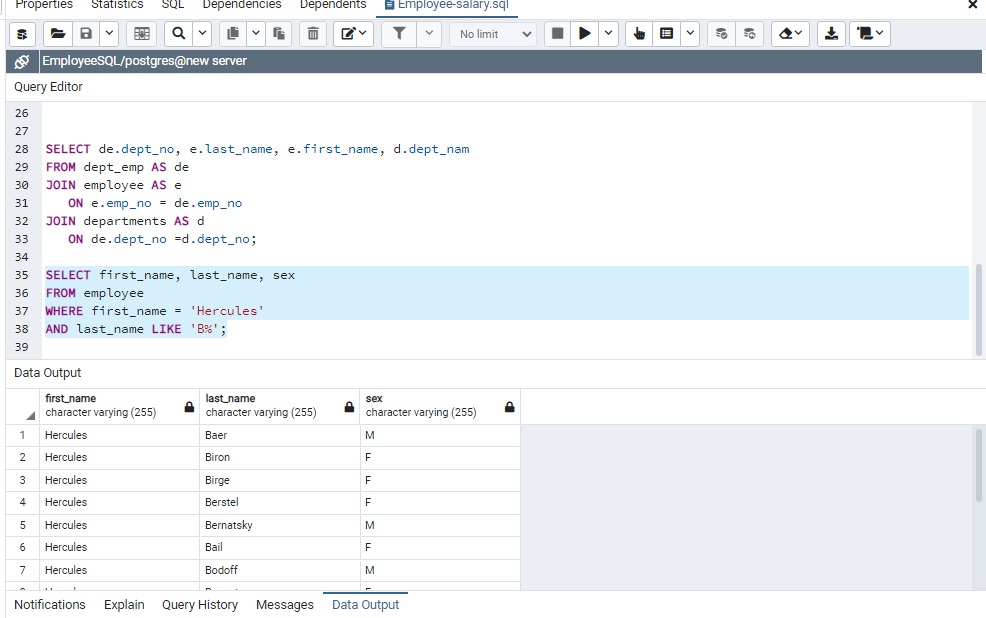 Properties Statistics SQL Dependencies Dependents Employee-salary.sql
No limit
EmployeeSQL/postgres@new server
Query Editor
26
27
28 SELECT de.dept_no, e.last_name, e.first_name, d.dept_nam
29 FROM dept_emp AS de
30 JOIN employee AS e
31 ON e.emp_no = de.emp_no
32 JOIN departments AS d
33 ON de.dept_no =d.dept_no;
34
35 SELECT first_name, last_name, sex
36 FROM employee
37 WHERE first_name = 'Hercules'
38 AND last_name LIKE 'B%';
39
Data Output
first_name last_name sex
character varying (255) character varying (255) character varying (255)
1 Hercules Baer M
2 Hercules Biron F
3 Hercules Birge F
4 Hercules Berstel F
5 Hercules Bernatsky M
6 Hercules Bail F
7 Hercules Bodoff M
Notifications Explain Query History Messages Data Output